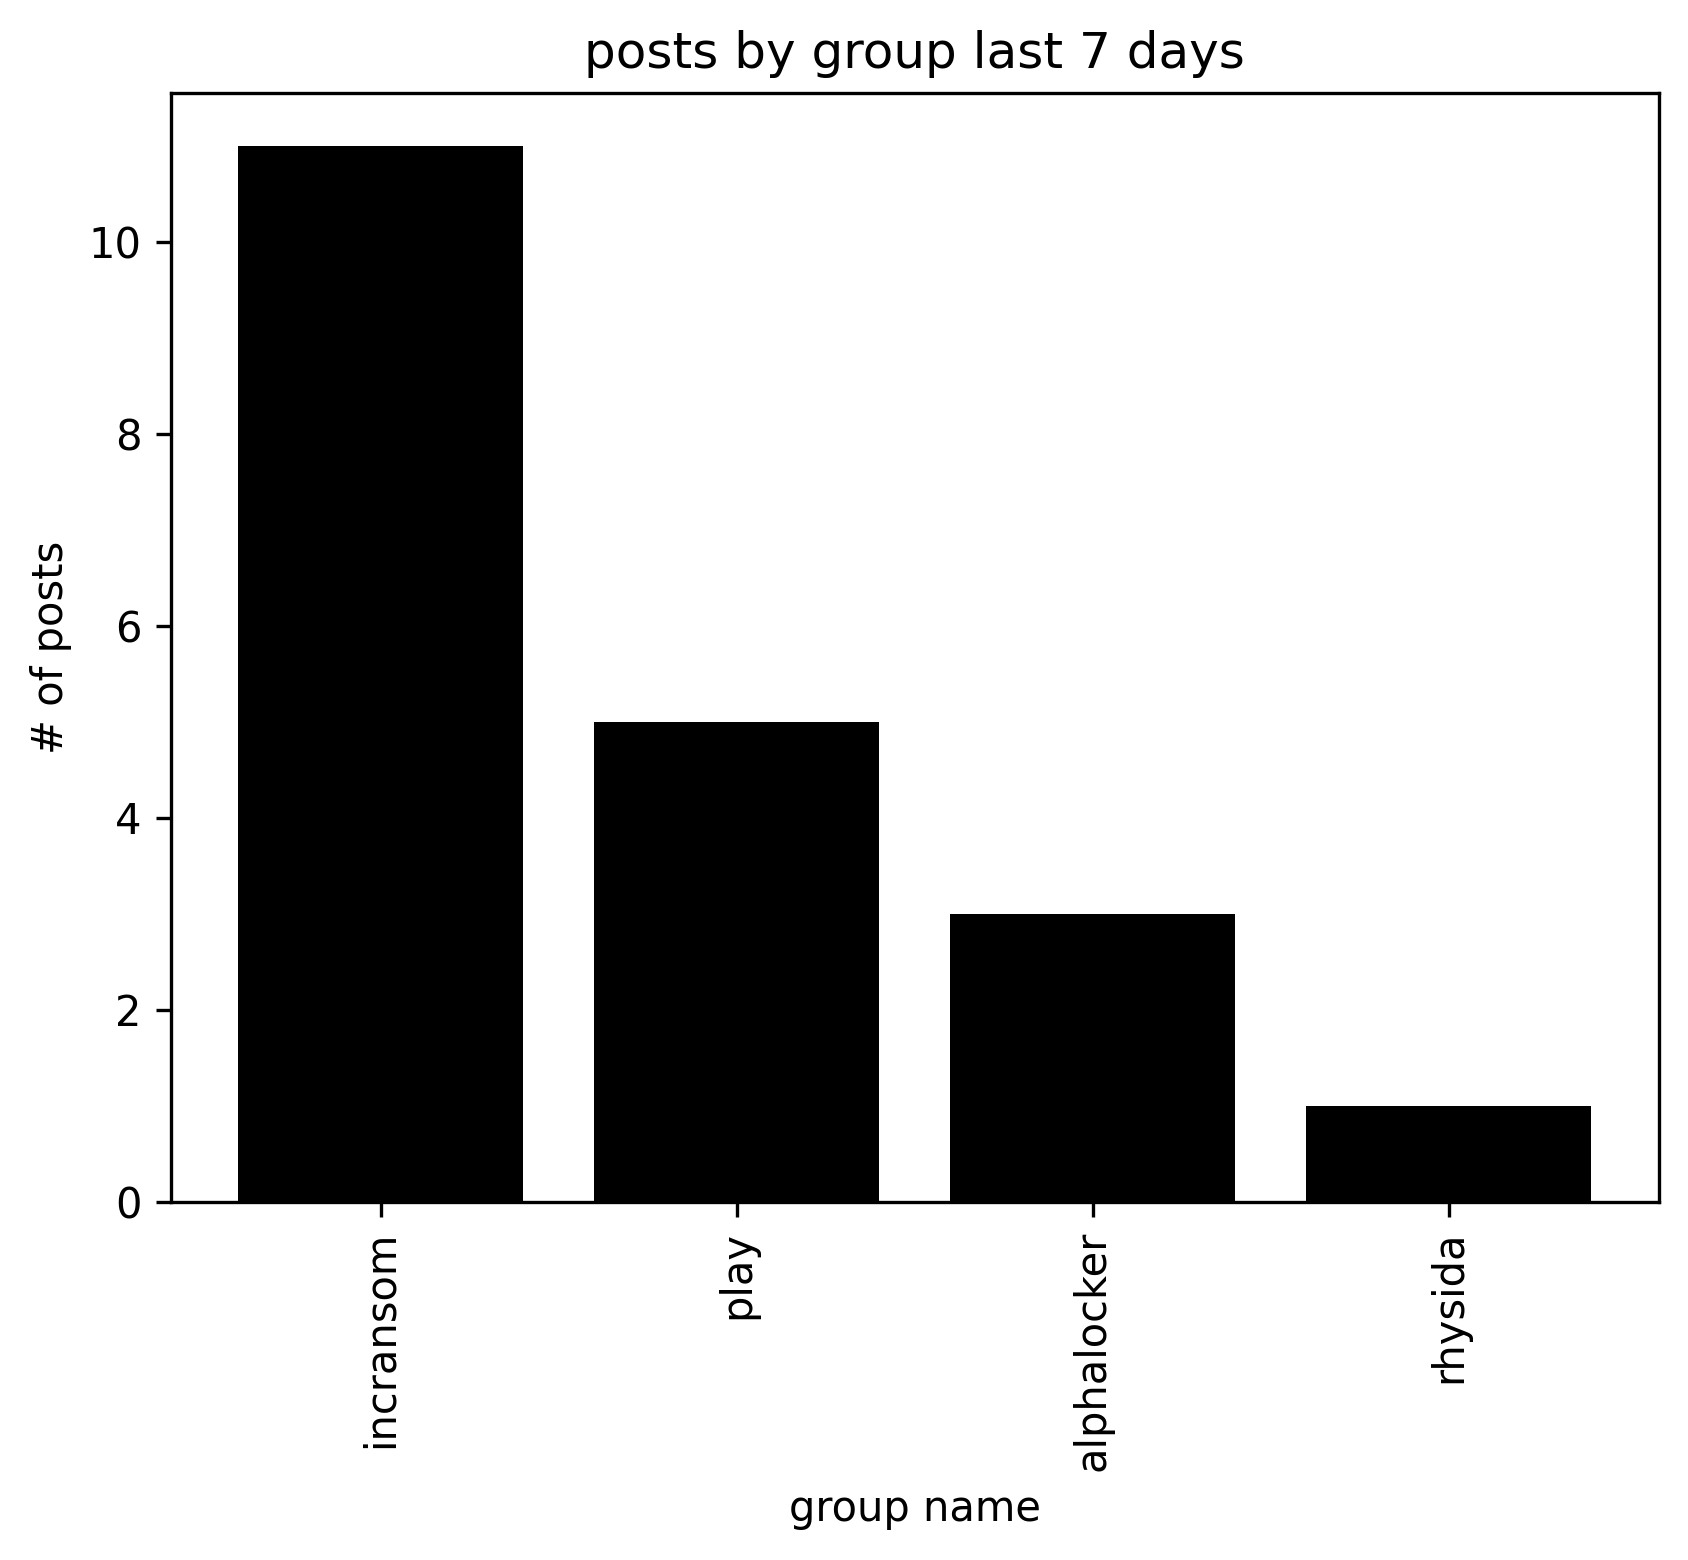 posts by group last 7 days
10
8
6
4
2
0
# of posts
incransom
play
alphalocker
rhysida
group name